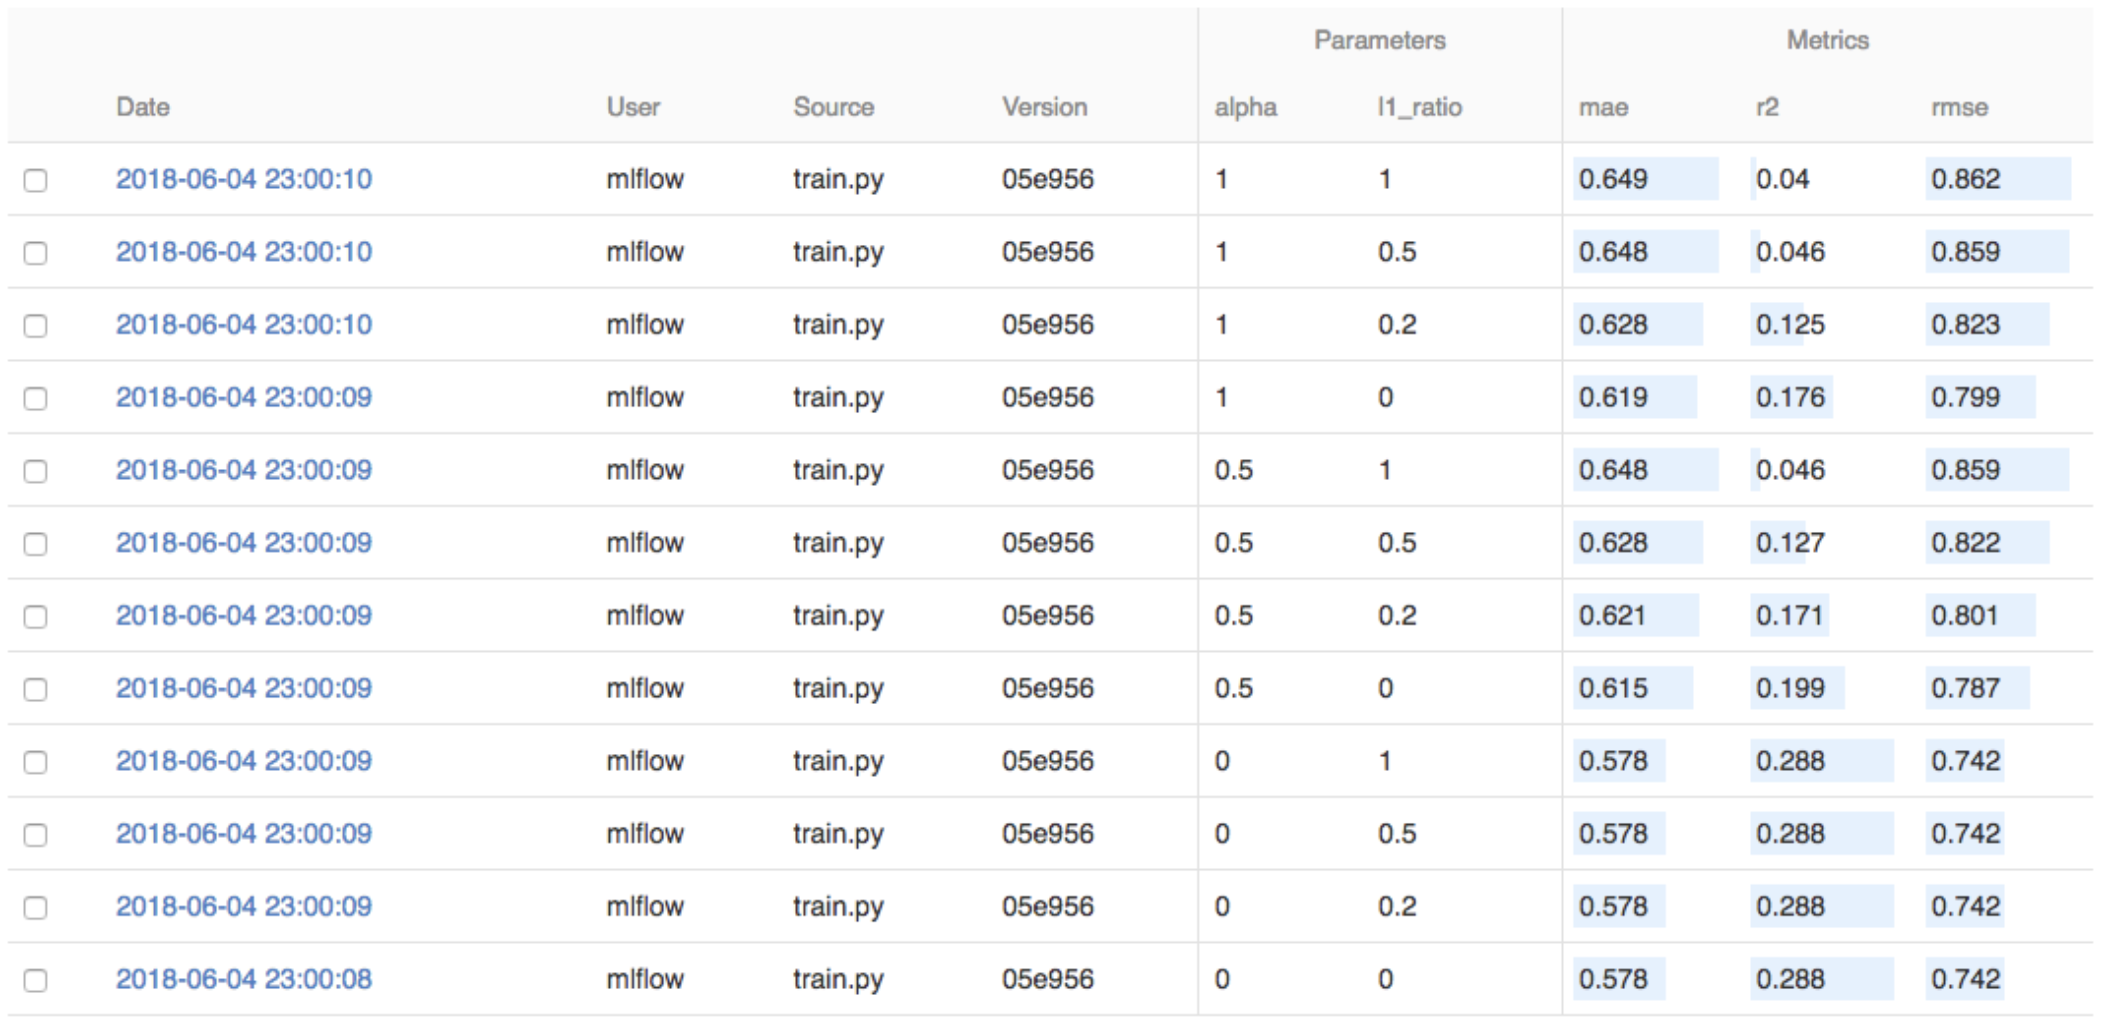 Parameters Metrics
Date User Source Version alpha l1_ratio mae r2 rmse
2018-06-04 23:00:10 mlflow train.py 05e956 1 1 0.649 0.04 0.862
2018-06-04 23:00:10 mlflow train.py 05e956 1 0.5 0.648 0.046 0.859
2018-06-04 23:00:10 mlflow train.py 05e956 1 0.2 0.628 0.125 0.823
2018-06-04 23:00:09 mlflow train.py 05e956 1 0 0.619 0.176 0.799
2018-06-04 23:00:09 mlflow train.py 05e956 0.5 1 0.648 0.046 0.859
2018-06-04 23:00:09 mlflow train.py 05e956 0.5 0.5 0.628 0.127 0.822
2018-06-04 23:00:09 mlflow train.py 05e956 0.5 0.2 0.621 0.171 0.801
2018-06-04 23:00:09 mlflow train.py 05e956 0.5 0 0.615 0.199 0.787
2018-06-04 23:00:09 mlflow train.py 05e956 0 1 0.578 0.288 0.742
2018-06-04 23:00:09 mlflow train.py 05e956 0 0.5 0.578 0.288 0.742
2018-06-04 23:00:09 mlflow train.py 05e956 0 0.2 0.578 0.288 0.742
2018-06-04 23:00:08 mlflow train.py 05e956 0 0 0.578 0.288 0.742